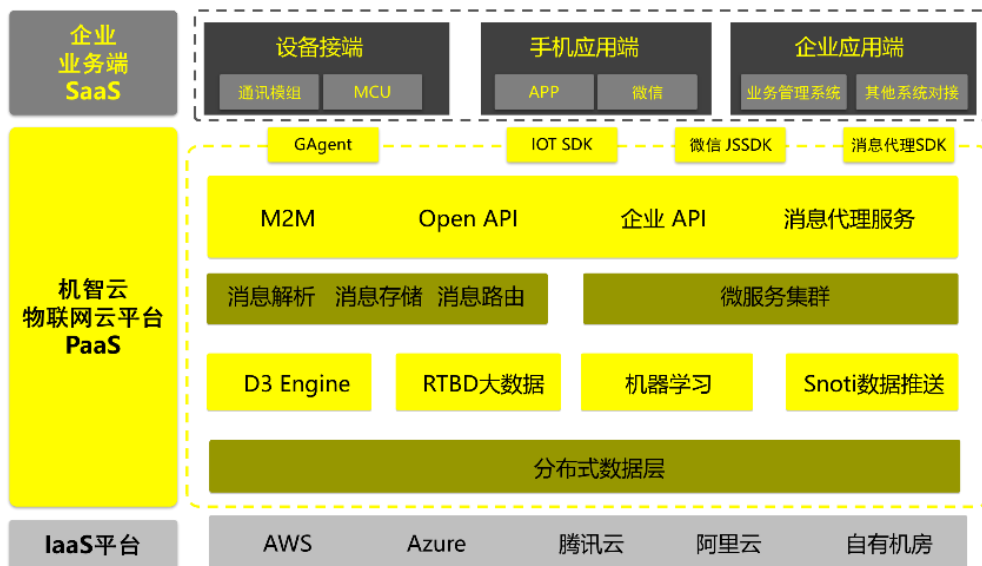 企业
业务端
SaaS
设备接端
通讯模组 MCU
手机应用端
APP 微信
企业应用端
业务管理系统 其他系统对接
机智云
物联网云平台
PaaS
GAgent IOT SDK 微信 JSSDK 消息代理SDK
M2M Open API 企业 API 消息代理服务
消息解析 消息存储 消息路由 微服务集群
D3 Engine RTBD大数据 机器学习 Snoti数据推送
分布式数据层
IaaS平台
AWS Azure 腾讯云 阿里云 自有机房